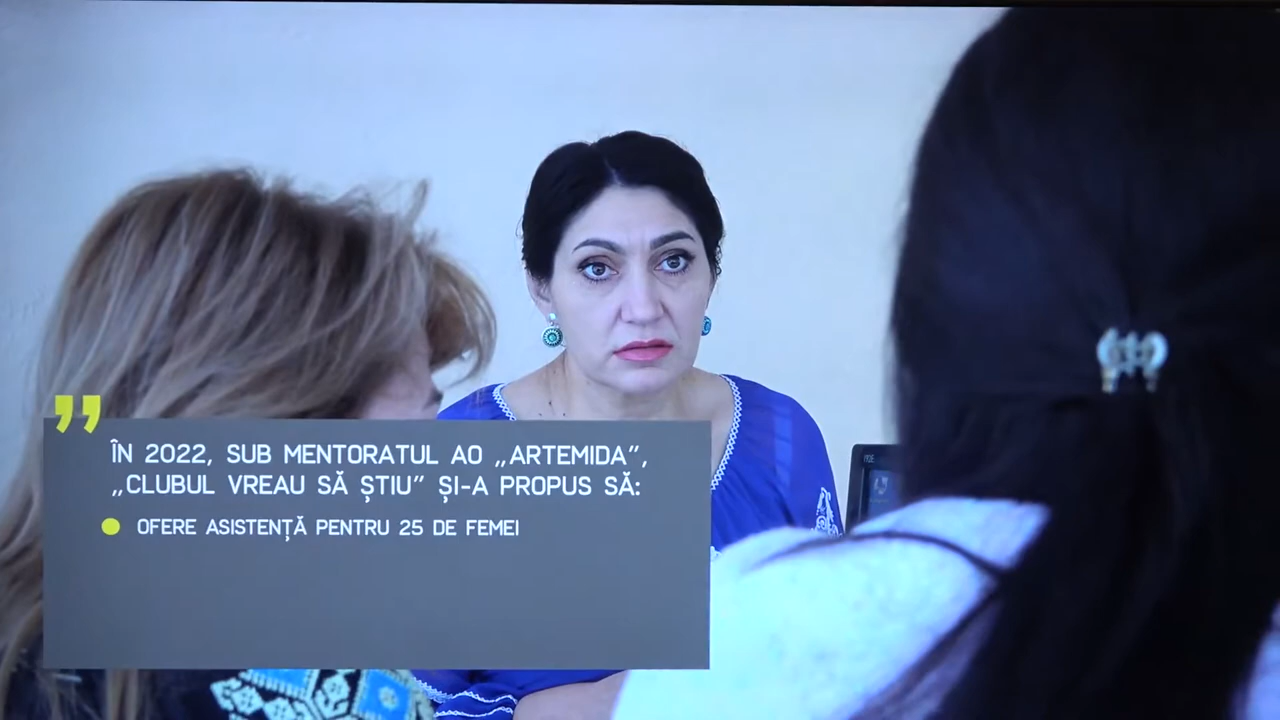 ÎN 2022, SUB MENTORATUL AO „ARTEMIDA”,
„CLUBUL VREAU SĂ ȘTIU” ȘI-A PROPUS SĂ:
OFERE ASISTENȚĂ PENTRU 25 DE FEMEI